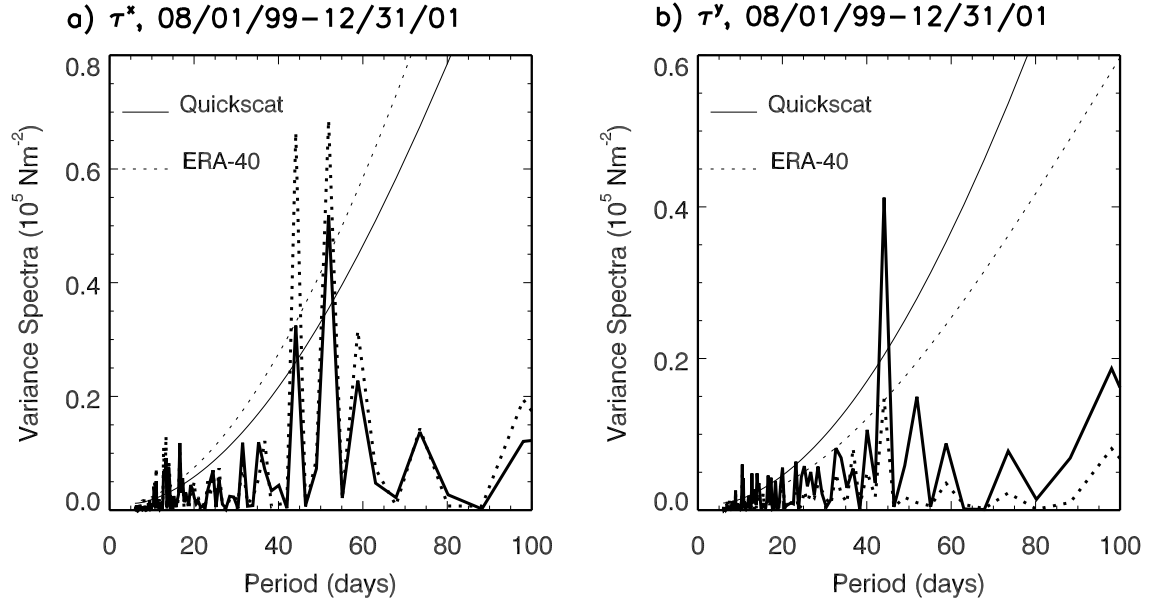 a) τˣ, 08/01/99−12/31/01
0.8
0.6
0.4
0.2
0.0
Variance Spectra (10⁵ Nm⁻²)
Quickscat
ERA-40
0 20 40 60 80 100
Period (days)
b) τʸ, 08/01/99−12/31/01
0.6
0.4
0.2
0.0
Variance Spectra (10⁵ Nm⁻²)
Quickscat
ERA-40
0 20 40 60 80 100
Period (days)